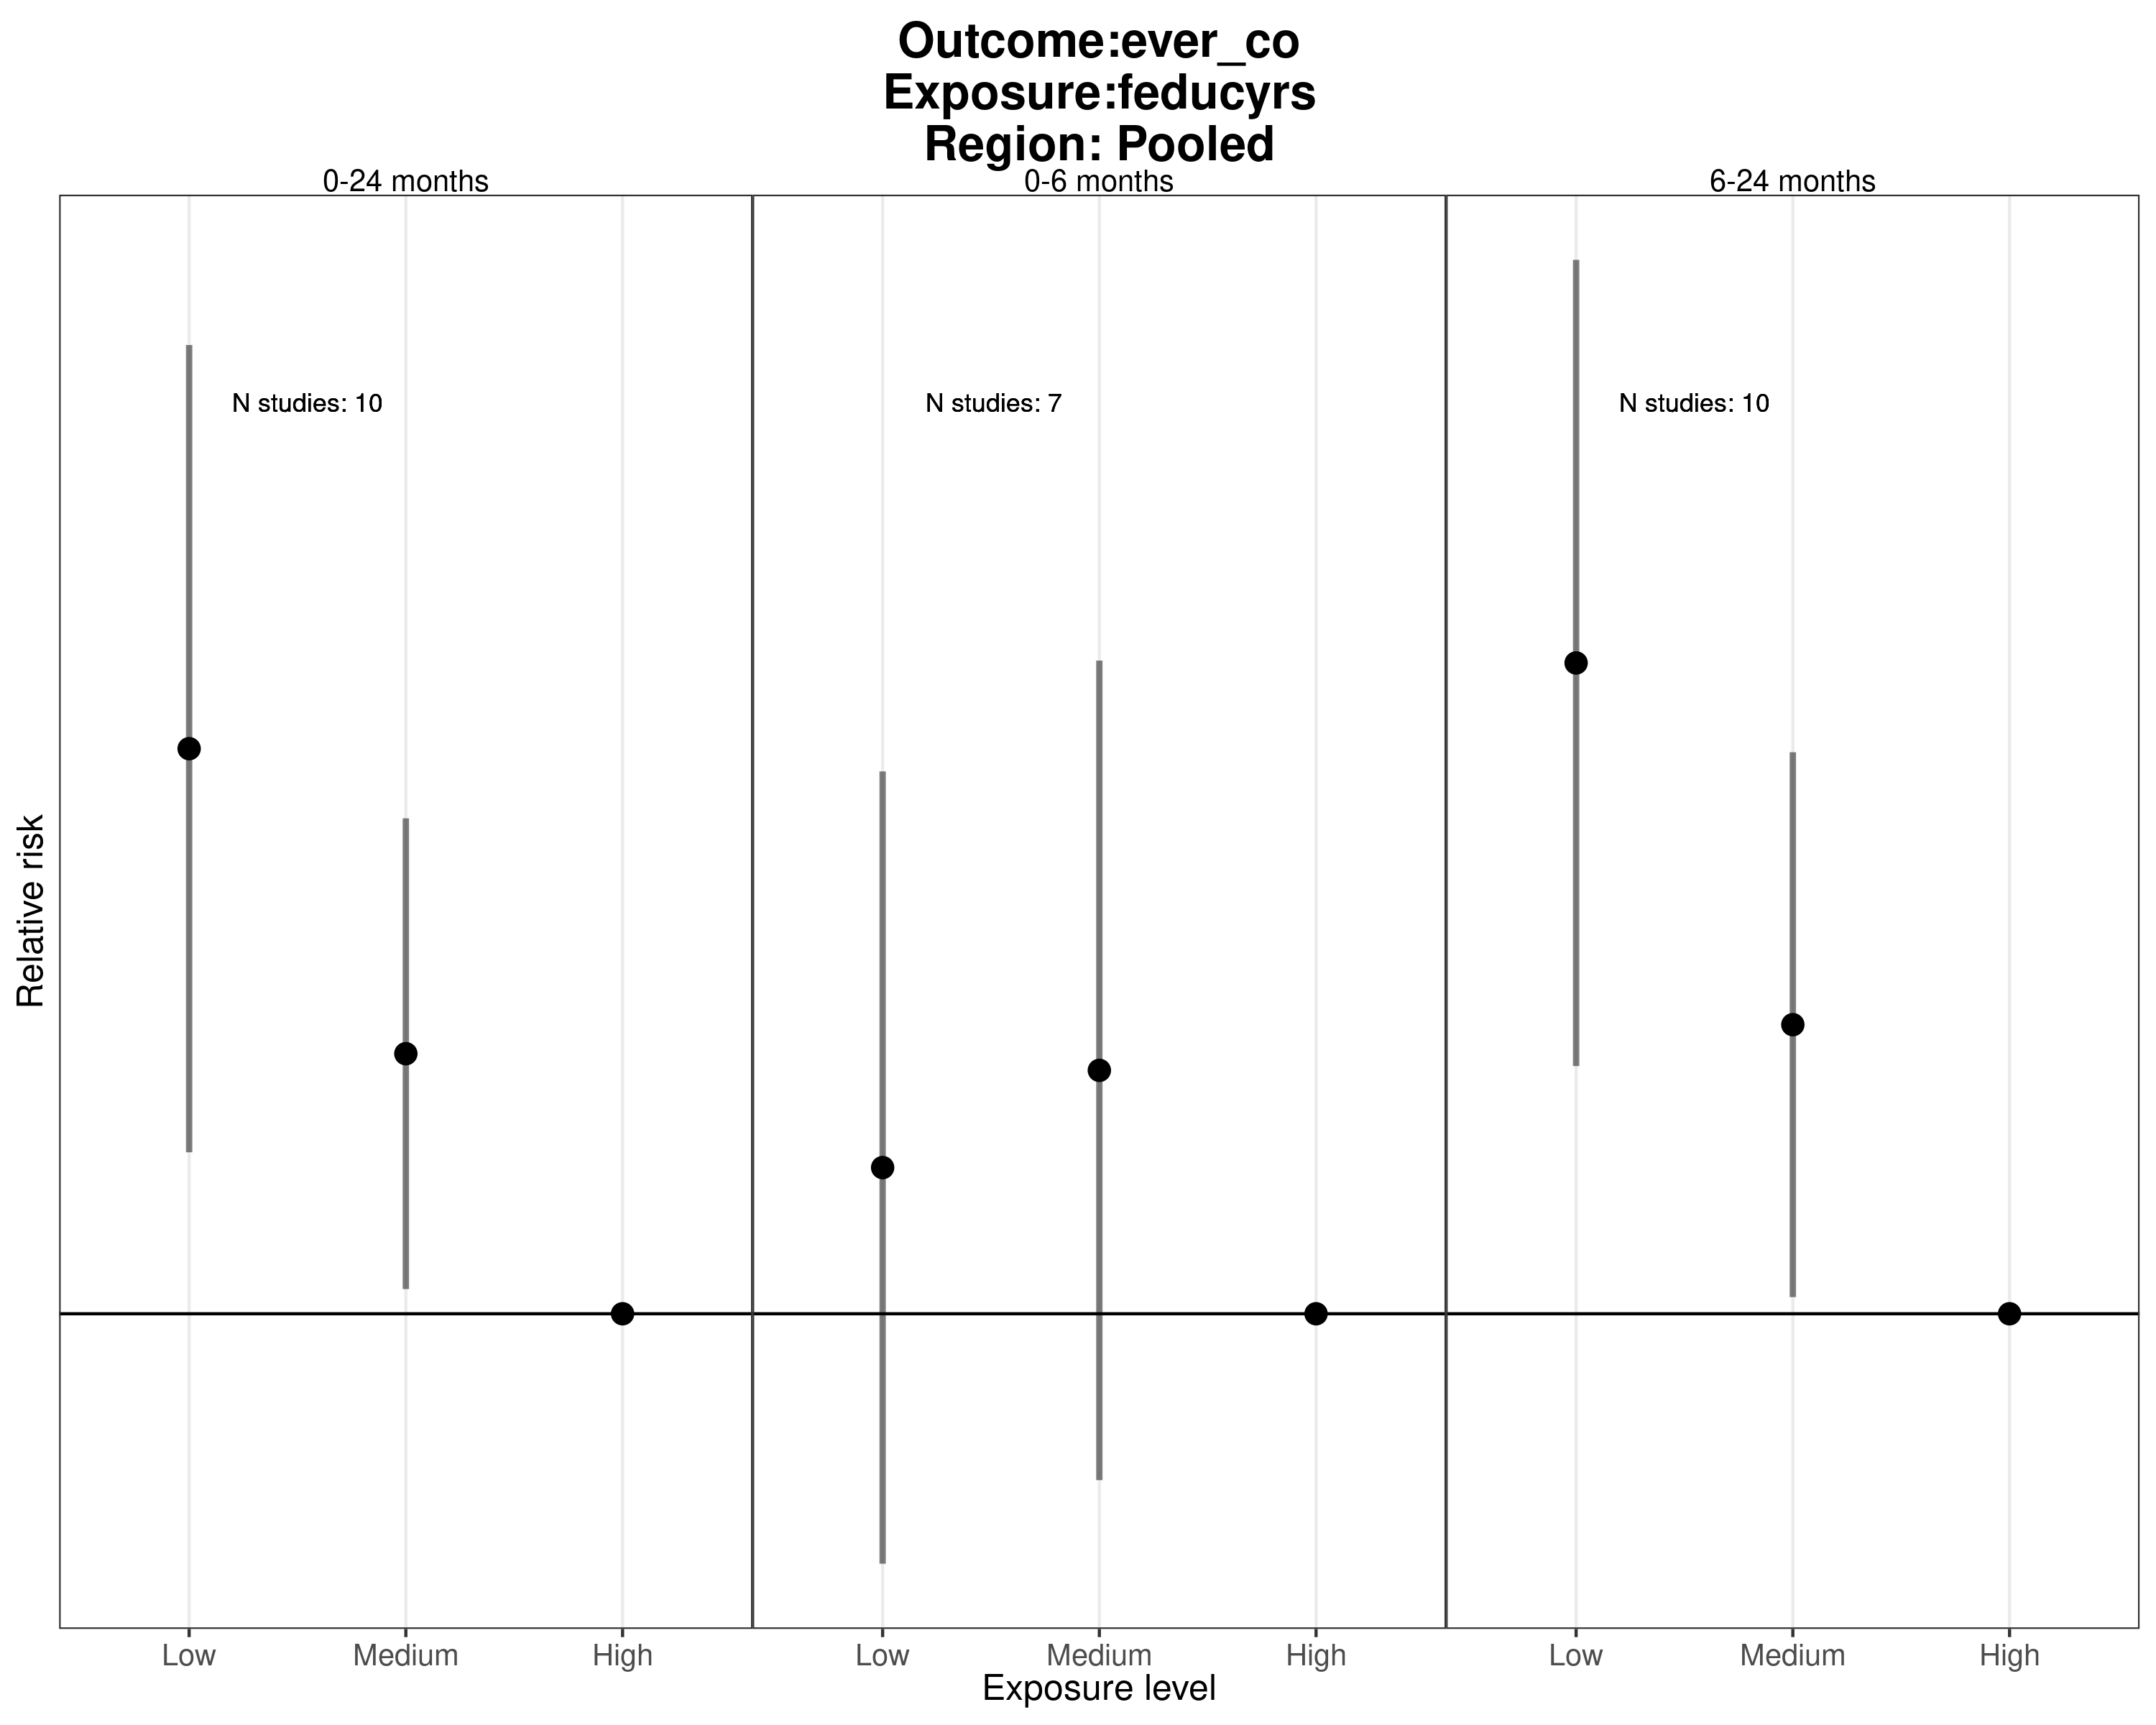 Outcome:ever_co
Exposure:feducyrs
Region: Pooled
0-24 months
0-6 months
6-24 months
N studies: 10
N studies: 7
N studies: 10
Relative risk
Low
Medium
High
Low
Medium
High
Low
Medium
High
Exposure level